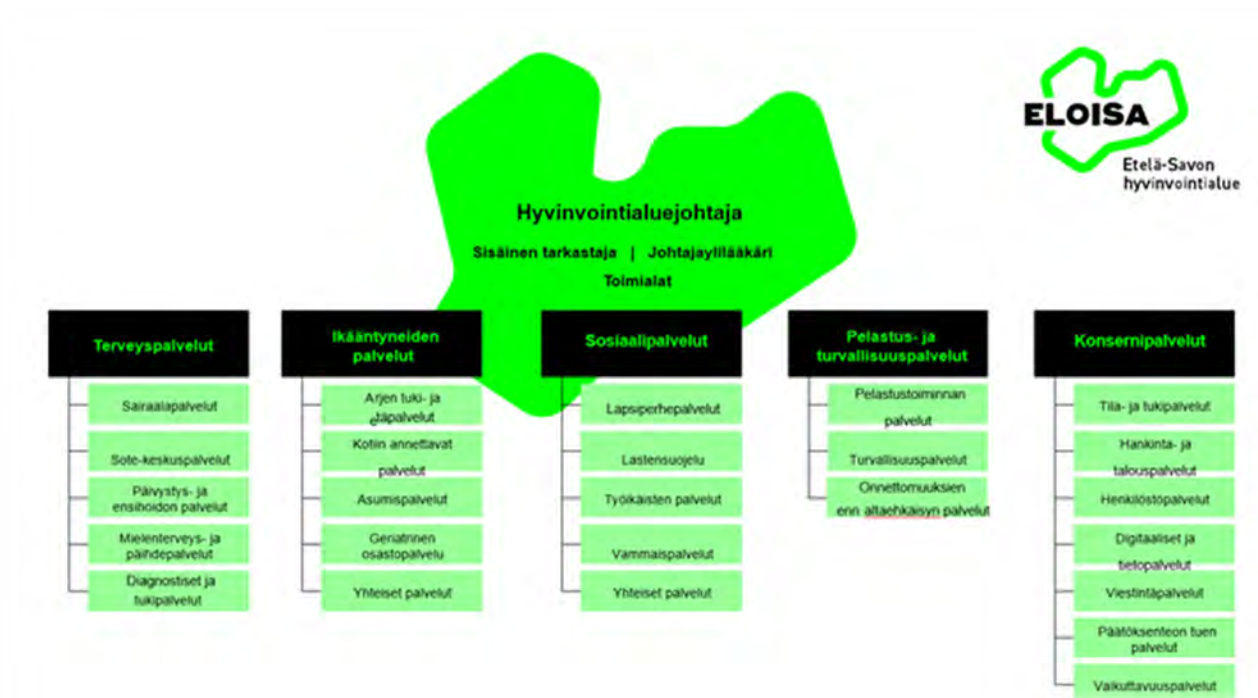 ELOISA
Etelä-Savon
hyvinvointialue
Hyvinvointialuejohtaja
Sisäinen tarkastaja | Johtajaylilääkäri
Toimialat
Terveyspalvelut
Sairaalapalvelut
Sote-keskuspalvelut
Päivystys- ja
ensihoidon palvelut
Mielenterveys- ja
päihdepalvelut
Diagnostiset ja
tukipalvelut
Ikääntyneiden
palvelut
Arjen tuki- ja
etäpalvelut
Kotiin annettavat
palvelut
Asumispalvelut
Geriatrinen
osastopalvelu
Yhteiset palvelut
Sosiaalipalvelut
Lapsiperhepalvelut
Lastensuojelu
Työikäisten palvelut
Vammaispalvelut
Yhteiset palvelut
Pelastus- ja
turvallisuuspalvelut
Pelastustoiminnan
palvelut
Turvallisuuspalvelut
Onnettomuuksien
enn altaehkäisyn palvelut
Konsernipalvelut
Tila- ja tukipalvelut
Hankinta- ja
talouspalvelut
Henkilöstöpalvelut
Digitaaliset ja
tietopalvelut
Viestintäpalvelut
Päätöksenteon tuen
palvelut
Vaikuttavuuspalvelut